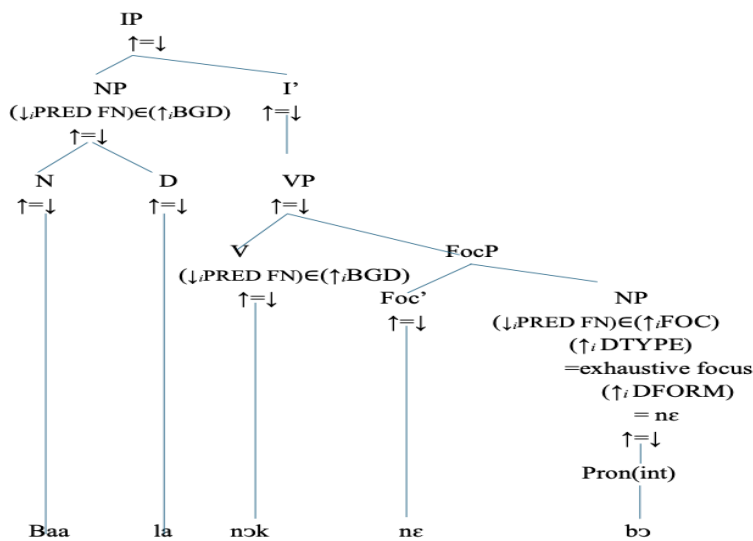 IP
↑=↓
NP I’
(↓ᵢPRED FN)∈(↑ᵢBGD) ↑=↓
↑=↓
N D VP
↑=↓ ↑=↓ ↑=↓
V FocP
(↓ᵢPRED FN)∈(↑ᵢBGD)
↑=↓ Foc’ NP
↑=↓ (↓ᵢPRED FN)∈(↑ᵢFOC)
(↑ᵢ DTYPE)
=exhaustive focus
(↑ᵢ DFORM)
= nɛ
↑=↓
Pron(int)
Baa la nɔk nɛ bɔ